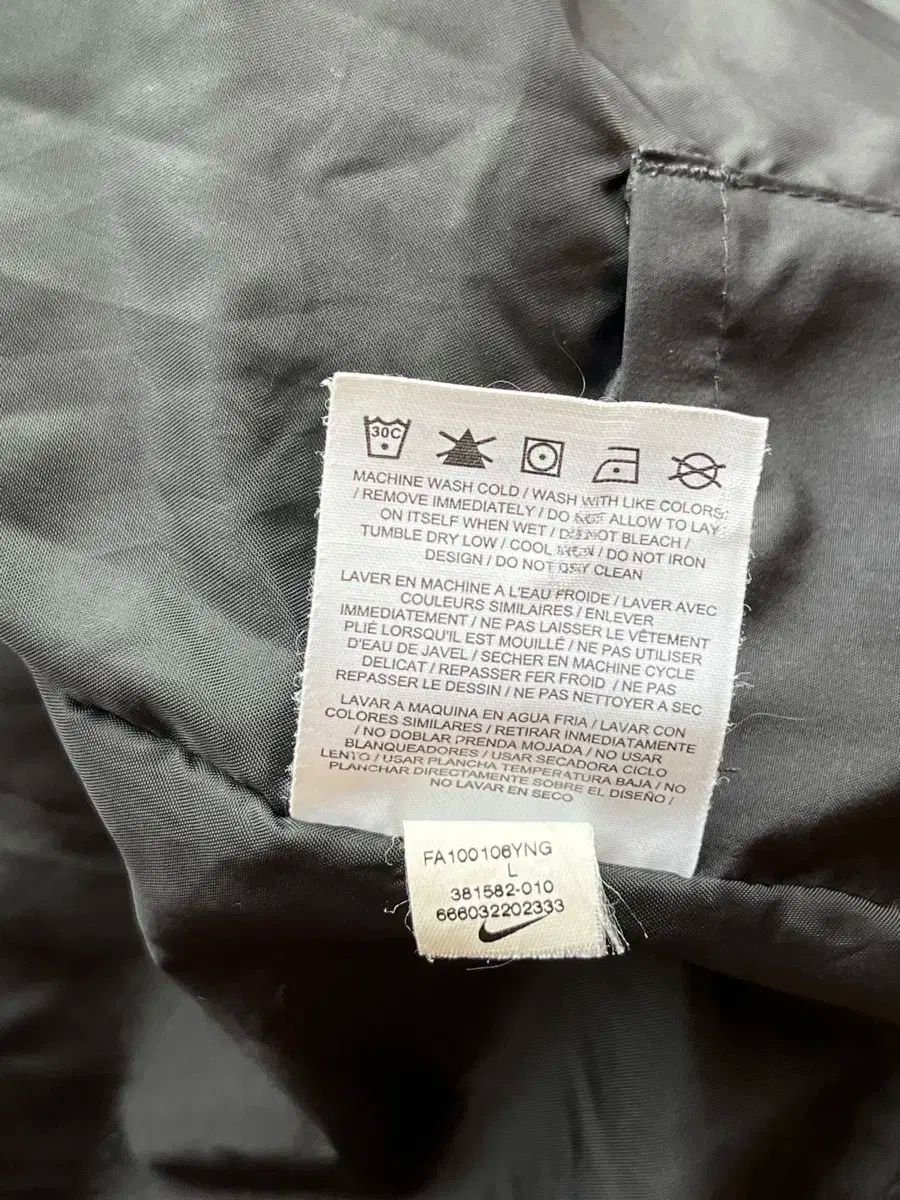 30C
MACHINE WASH COLD / WASH WITH LIKE COLORS
/ REMOVE IMMEDIATELY / DO NOT ALLOW TO LAY
ON ITSELF WHEN WET / DO NOT BLEACH /
TUMBLE DRY LOW / COOL IRON / DO NOT IRON
DESIGN / DO NOT DRY CLEAN
LAVER EN MACHINE A L'EAU FROIDE / LAVER AVEC
COULEURS SIMILAIRES / ENLEVER
IMMEDIATEMENT / NE PAS LAISSER LE VÊTEMENT
PLIÉ LORSQU'IL EST MOUILLÉ / NE PAS UTILISER
D'EAU DE JAVEL / SECHER EN MACHINE CYCLE
DELICAT / REPASSER FER FROID / NE PAS
REPASSER LE DESSIN / NE PAS NETTOYER A SEC
LAVAR A MAQUINA EN AGUA FRIA / LAVAR CON
COLORES SIMILARES / RETIRAR INMEDIATAMENTE
/ NO DOBLAR PRENDA MOJADA / NO USAR
BLANQUEADORES / USAR SECADORA CICLO
LENTO / USAR PLANCHA TEMPERATURA BAJA / NO
PLANCHAR DIRECTAMENTE SOBRE EL DISEÑO /
NO LAVAR EN SECO
FA100106YNG
L
381582-010
666032202333